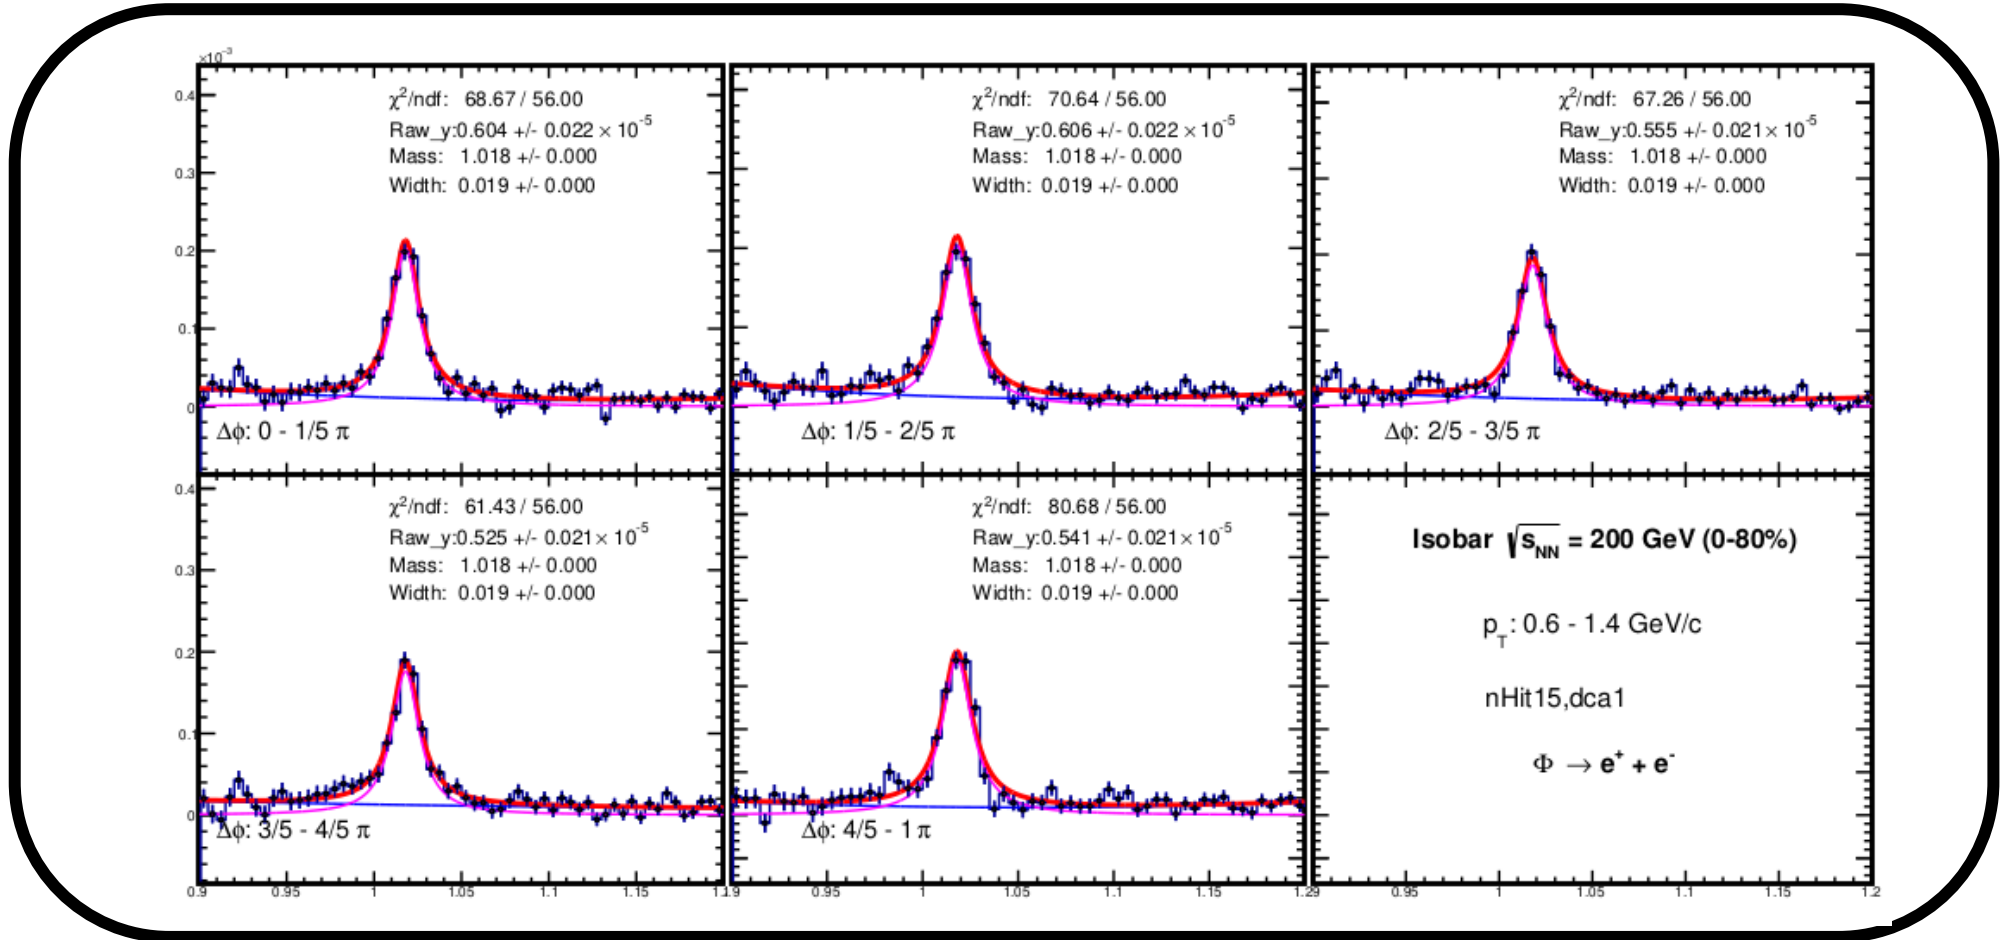 ×10⁻³
χ²/ndf: 68.67 / 56.00
Raw_y:0.604 +/- 0.022 × 10⁻⁵
Mass: 1.018 +/- 0.000
Width: 0.019 +/- 0.000
0.4
0.3
0.2
0.1
0
Δϕ: 0 - 1/5 π
χ²/ndf: 70.64 / 56.00
Raw_y:0.606 +/- 0.022 × 10⁻⁵
Mass: 1.018 +/- 0.000
Width: 0.019 +/- 0.000
Δϕ: 1/5 - 2/5 π
χ²/ndf: 67.26 / 56.00
Raw_y:0.555 +/- 0.021 × 10⁻⁵
Mass: 1.018 +/- 0.000
Width: 0.019 +/- 0.000
Δϕ: 2/5 - 3/5 π
χ²/ndf: 61.43 / 56.00
Raw_y:0.525 +/- 0.021 × 10⁻⁵
Mass: 1.018 +/- 0.000
Width: 0.019 +/- 0.000
0.4
0.3
0.2
0.1
0
Δϕ: 3/5 - 4/5 π
0.9 0.95 1 1.05 1.1 1.15
χ²/ndf: 80.68 / 56.00
Raw_y:0.541 +/- 0.021 × 10⁻⁵
Mass: 1.018 +/- 0.000
Width: 0.019 +/- 0.000
Δϕ: 4/5 - 1 π
0.95 1 1.05 1.1 1.15
Isobar √s_NN = 200 GeV (0-80%)
p_T: 0.6 - 1.4 GeV/c
nHit15,dca1
Φ → e⁺ + e⁻
0.95 1 1.05 1.1 1.15 1.2